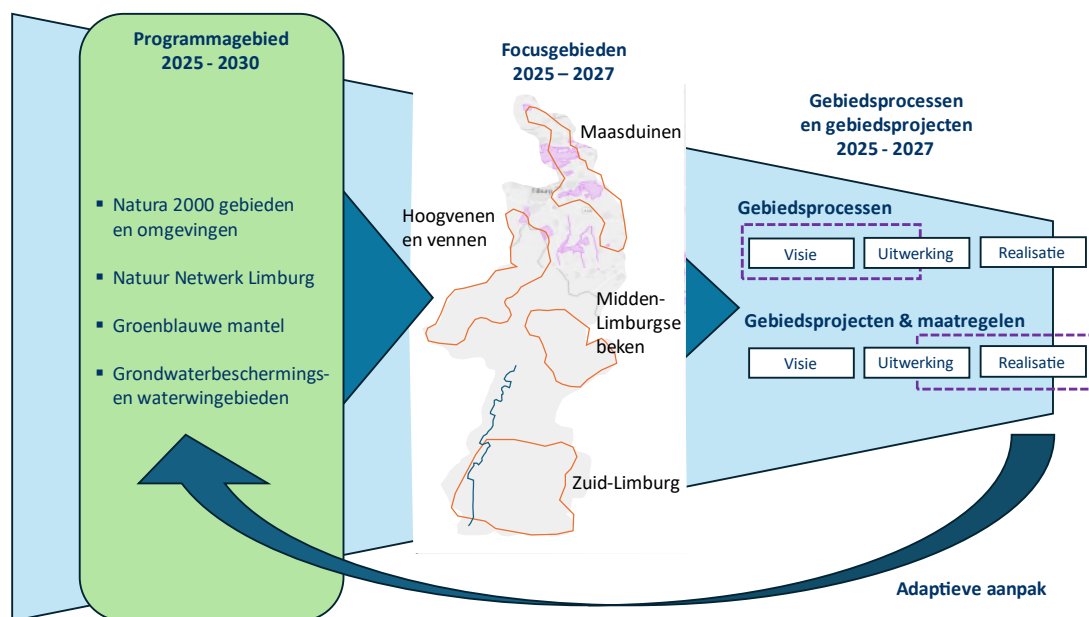 Programmagebied
2025 - 2030
Natura 2000 gebieden
en omgevingen
Natuur Netwerk Limburg
Groenblauwe mantel
Grondwaterbeschermings-
en waterwingebieden
Focusgebieden
2025 – 2027
Maasduinen
Hoogvenen
en vennen
Midden-
Limburgse
beken
Zuid-Limburg
Gebiedsprocessen
en gebiedsprojecten
2025 - 2027
Gebiedsprocessen
Visie
Uitwerking
Realisatie
Gebiedsprojecten & maatregelen
Visie
Uitwerking
Realisatie
Adaptieve aanpak